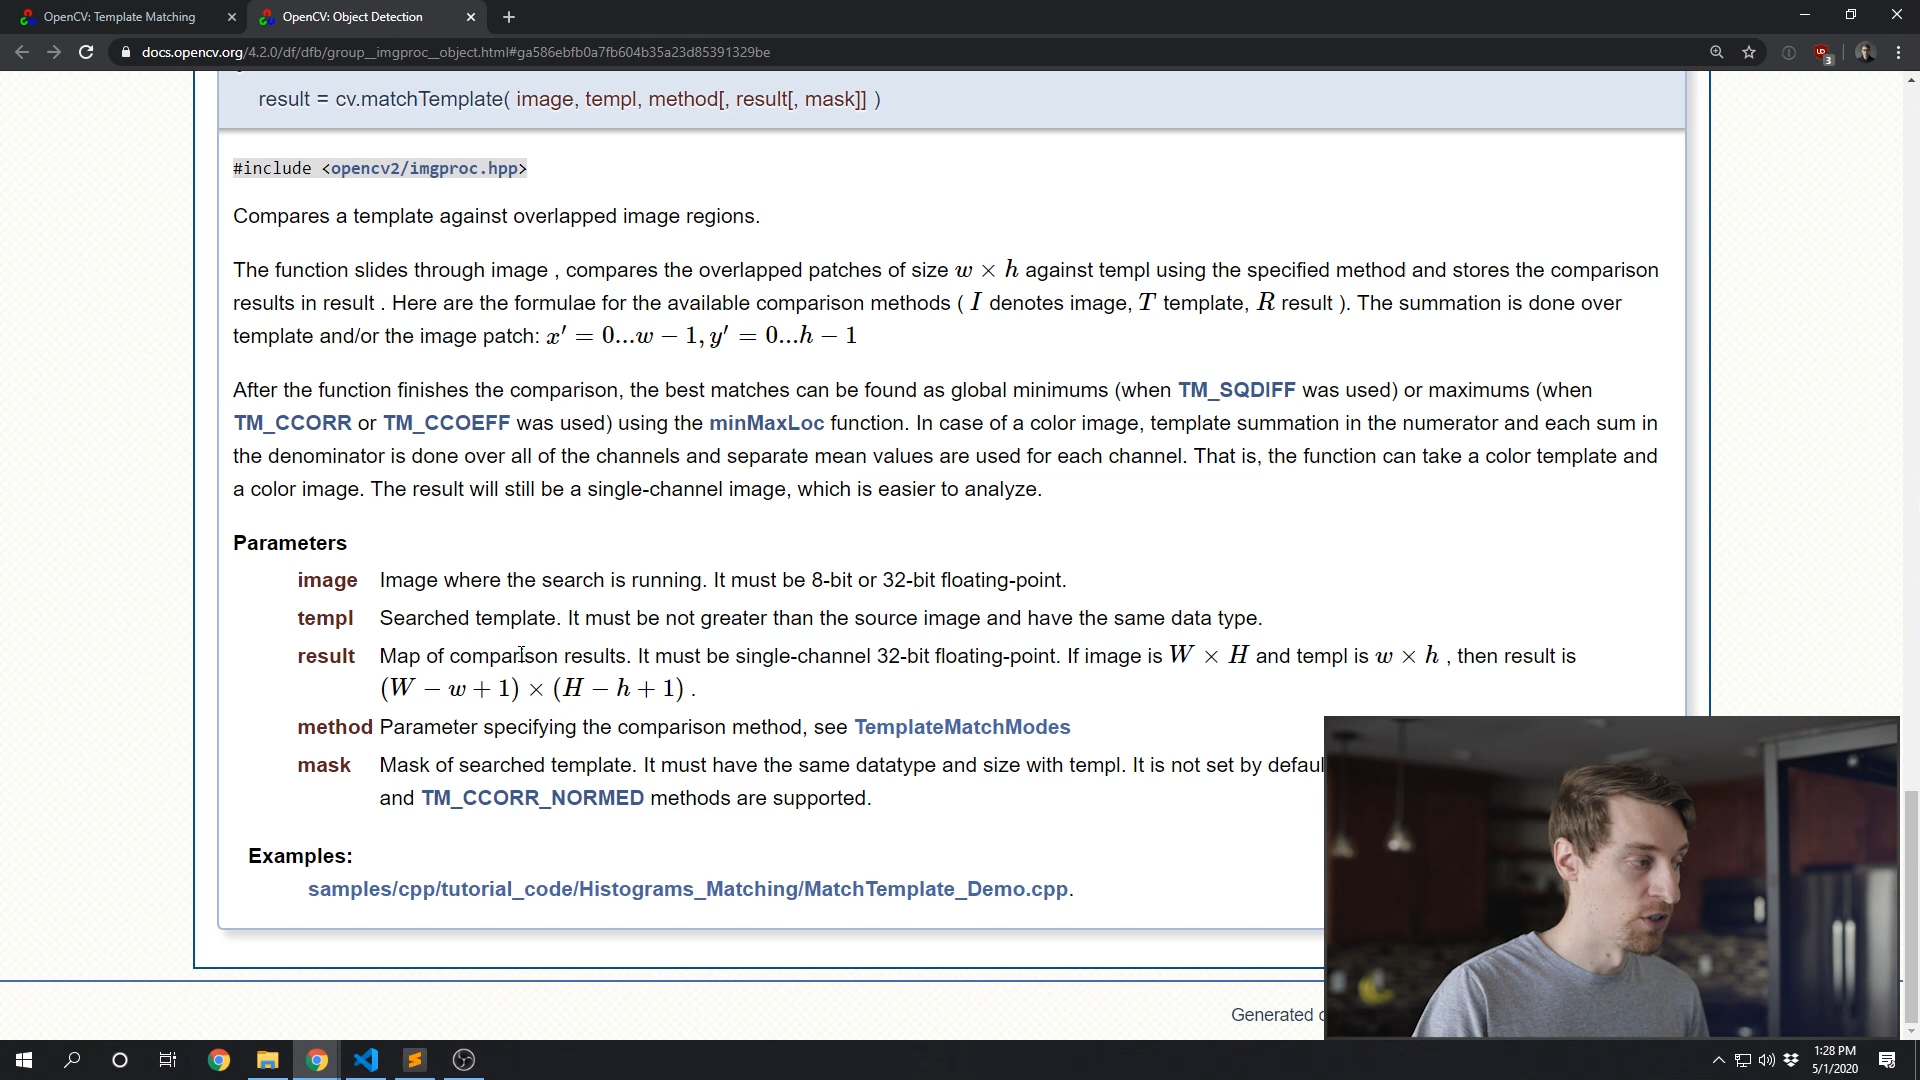 OpenCV: Template Matching
OpenCV: Object Detection
docs.opencv.org/4.2.0/df/dfb/group__imgproc__object.html#ga586ebfb0a7fb604b35a23d85391329be
3
result = cv.matchTemplate( image, templ, method[, result[, mask]] )
#include <opencv2/imgproc.hpp>
Compares a template against overlapped image regions.
The function slides through image , compares the overlapped patches of size w × h against templ using the specified method and stores the comparison
results in result . Here are the formulae for the available comparison methods ( I denotes image, T template, R result ). The summation is done over
template and/or the image patch: x′ = 0...w − 1, y′ = 0...h − 1
After the function finishes the comparison, the best matches can be found as global minimums (when TM_SQDIFF was used) or maximums (when
TM_CCORR or TM_CCOEFF was used) using the minMaxLoc function. In case of a color image, template summation in the numerator and each sum in
the denominator is done over all of the channels and separate mean values are used for each channel. That is, the function can take a color template and
a color image. The result will still be a single-channel image, which is easier to analyze.
Parameters
image Image where the search is running. It must be 8-bit or 32-bit floating-point.
templ Searched template. It must be not greater than the source image and have the same data type.
result Map of comparison results. It must be single-channel 32-bit floating-point. If image is W × H and templ is w × h , then result is
(W − w + 1) × (H − h + 1) .
method Parameter specifying the comparison method, see TemplateMatchModes
mask Mask of searched template. It must have the same datatype and size with templ. It is not set by defaul
and TM_CCORR_NORMED methods are supported.
Examples:
samples/cpp/tutorial_code/Histograms_Matching/MatchTemplate_Demo.cpp.
Generated
1:28 PM
5/1/2020